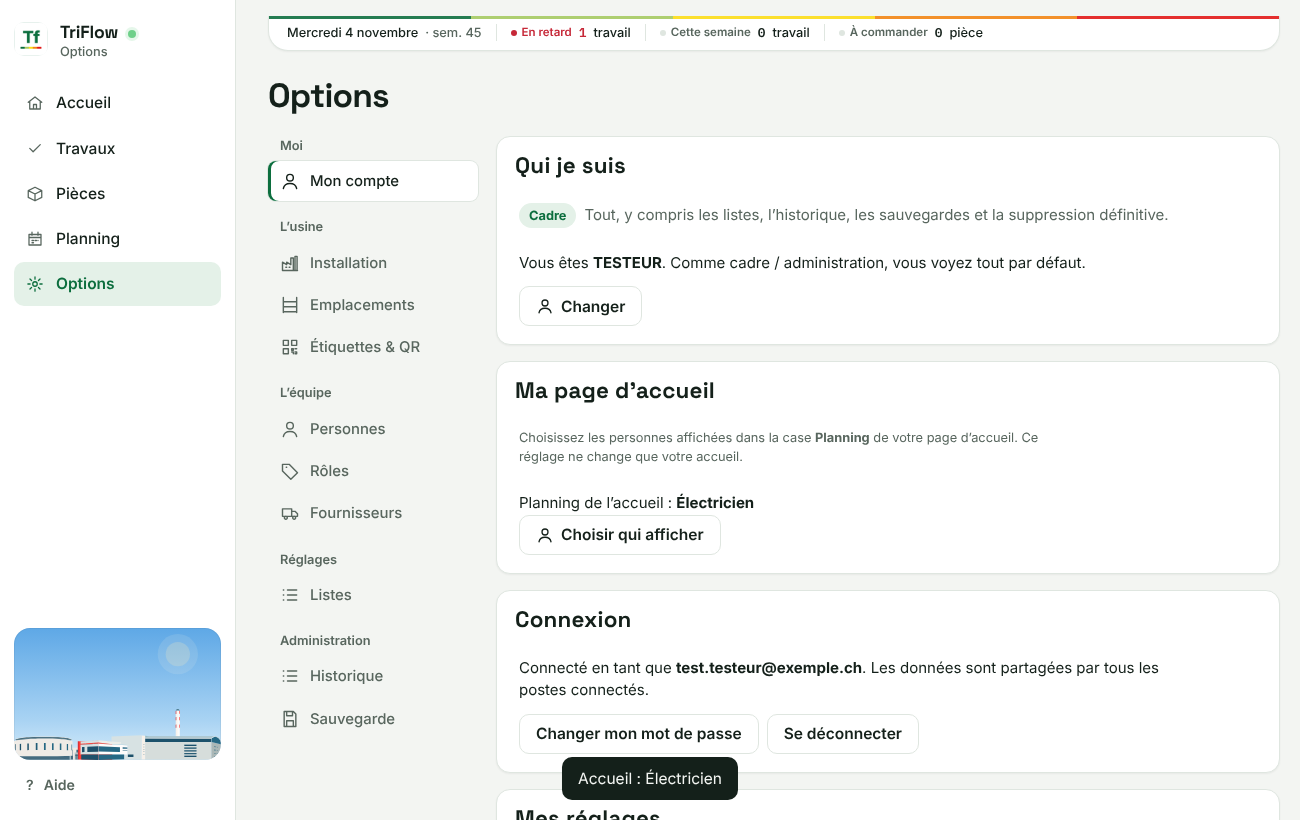 Tf
TriFlow
Options
Accueil
Travaux
Pièces
Planning
Options
? Aide
Mercredi 4 novembre · sem. 45 En retard 1 travail Cette semaine 0 travail À commander 0 pièce
Options
Moi
Mon compte
L’usine
Installation
Emplacements
Étiquettes & QR
L’équipe
Personnes
Rôles
Fournisseurs
Réglages
Listes
Administration
Historique
Sauvegarde
Qui je suis
Cadre Tout, y compris les listes, l’historique, les sauvegardes et la suppression définitive.
Vous êtes TESTEUR. Comme cadre / administration, vous voyez tout par défaut.
Changer
Ma page d’accueil
Choisissez les personnes affichées dans la case Planning de votre page d’accueil. Ce
réglage ne change que votre accueil.
Planning de l’accueil : Électricien
Choisir qui afficher
Connexion
Connecté en tant que test.testeur@exemple.ch. Les données sont partagées par tous les
postes connectés.
Changer mon mot de passe Se déconnecter
Accueil : Électricien
Mes réglages